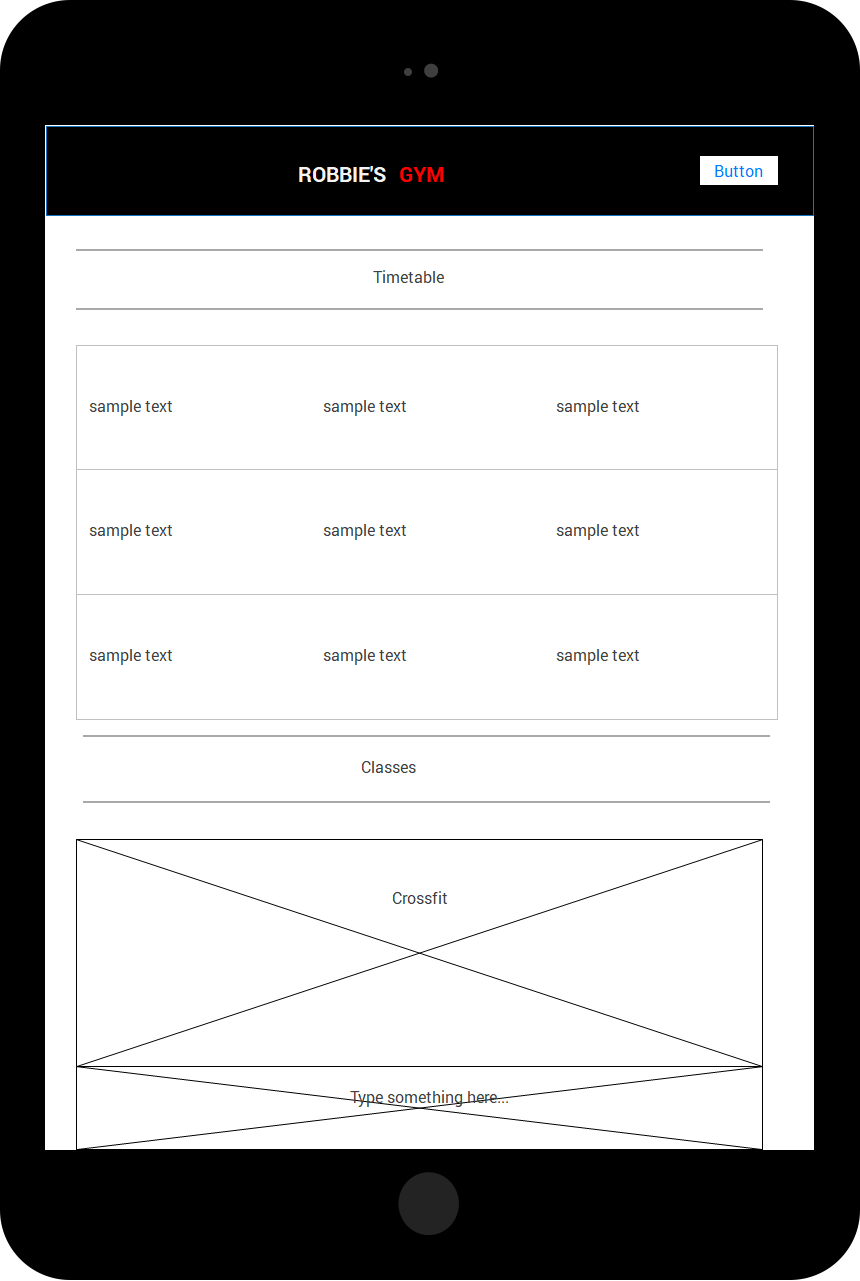 ROBBIE'S GYM
Button
Timetable
sample text sample text sample text
sample text sample text sample text
sample text sample text sample text
Classes
Crossfit
Type something here...